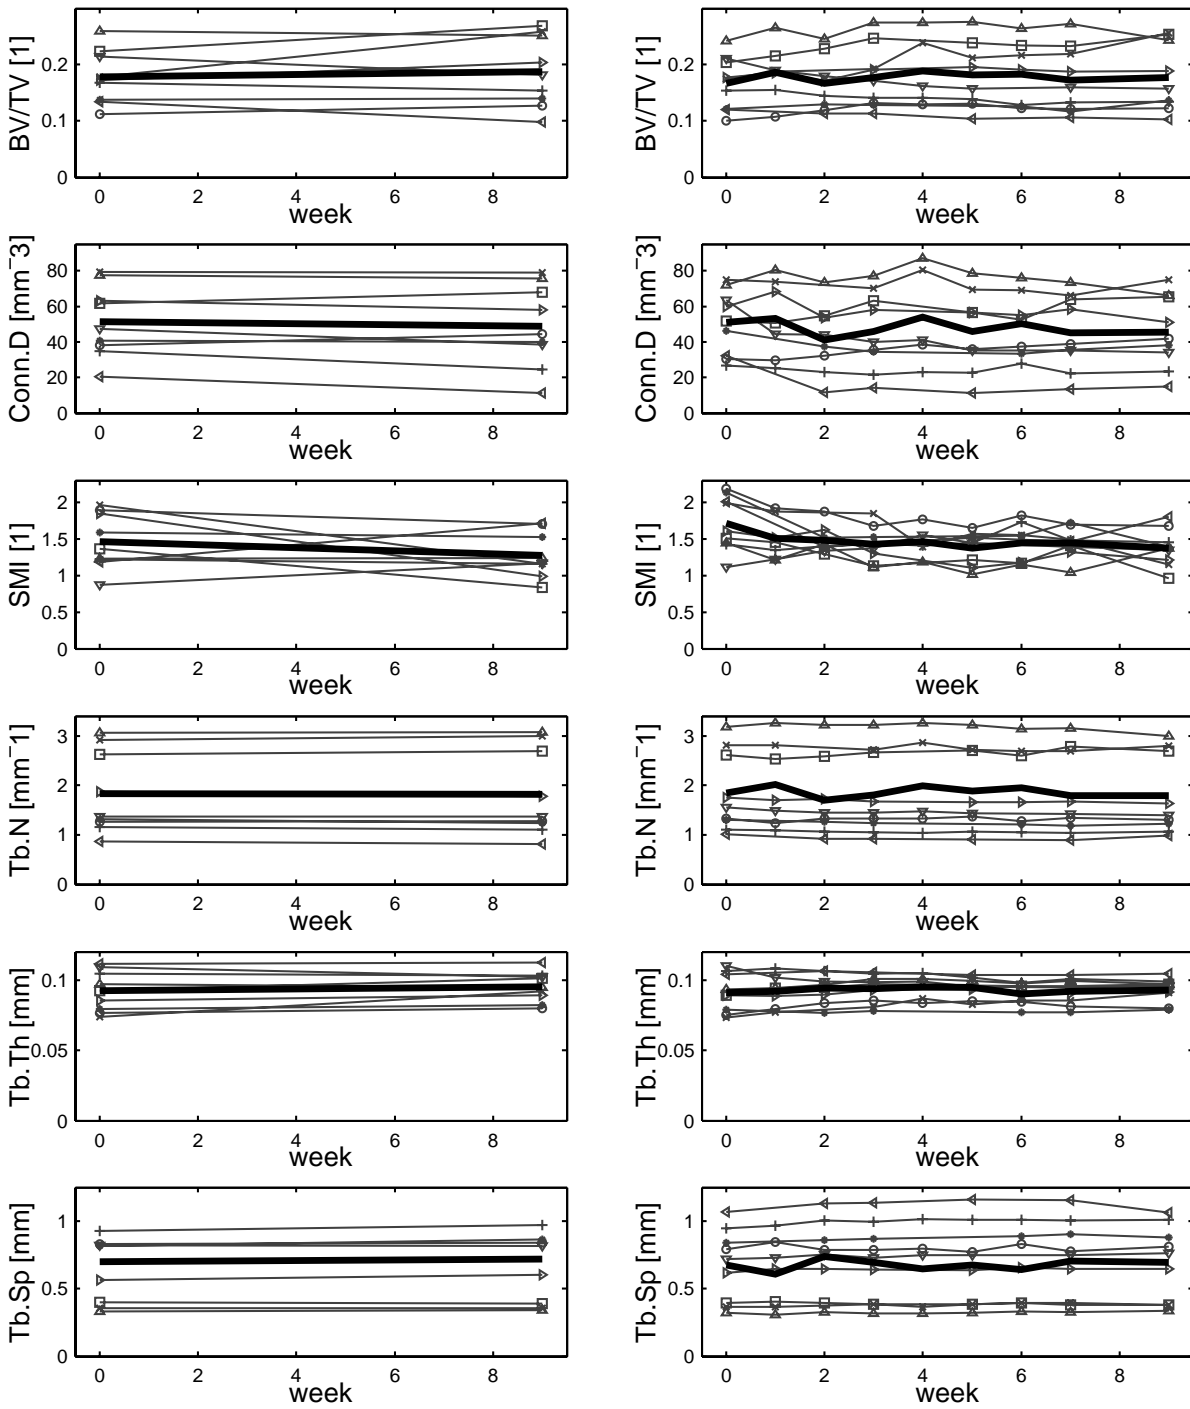 BV/TV [1]
0.2
0.1
0
0 2 4 6 8
week
BV/TV [1]
0.2
0.1
0
0 2 4 6 8
week
Conn.D [mm−3]
80
60
40
20
0
0 2 4 6 8
week
Conn.D [mm−3]
80
60
40
20
0
0 2 4 6 8
week
SMI [1]
2
1.5
1
0.5
0
0 2 4 6 8
week
SMI [1]
2
1.5
1
0.5
0
0 2 4 6 8
week
Tb.N [mm−1]
3
2
1
0
0 2 4 6 8
week
Tb.N [mm−1]
3
2
1
0
0 2 4 6 8
week
Tb.Th [mm]
0.1
0.05
0
0 2 4 6 8
week
Tb.Th [mm]
0.1
0.05
0
0 2 4 6 8
week
Tb.Sp [mm]
1
0.5
0
0 2 4 6 8
week
Tb.Sp [mm]
1
0.5
0
0 2 4 6 8
week